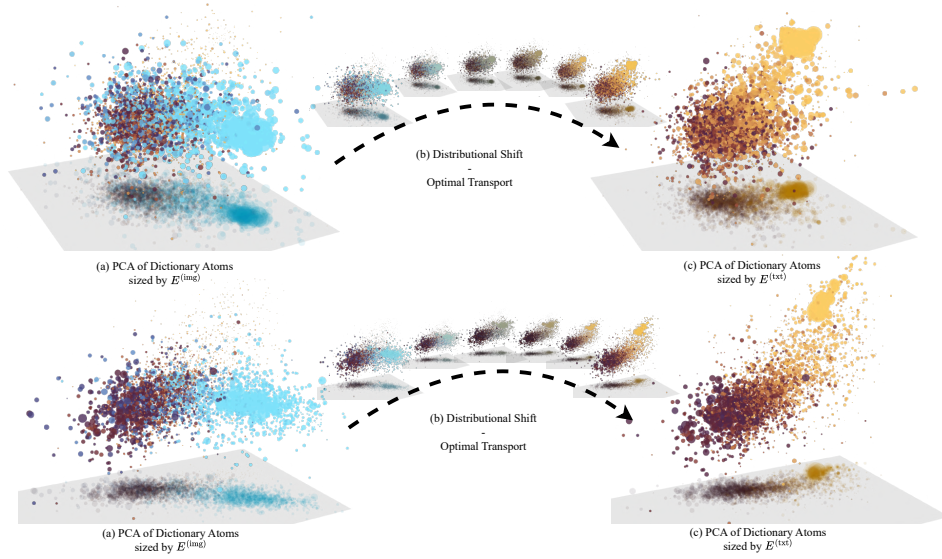 (b) Distributional Shift
-
Optimal Transport
(a) PCA of Dictionary Atoms
sized by E^(img)
(c) PCA of Dictionary Atoms
sized by E^(txt)
(b) Distributional Shift
-
Optimal Transport
(a) PCA of Dictionary Atoms
sized by E^(img)
(c) PCA of Dictionary Atoms
sized by E^(txt)